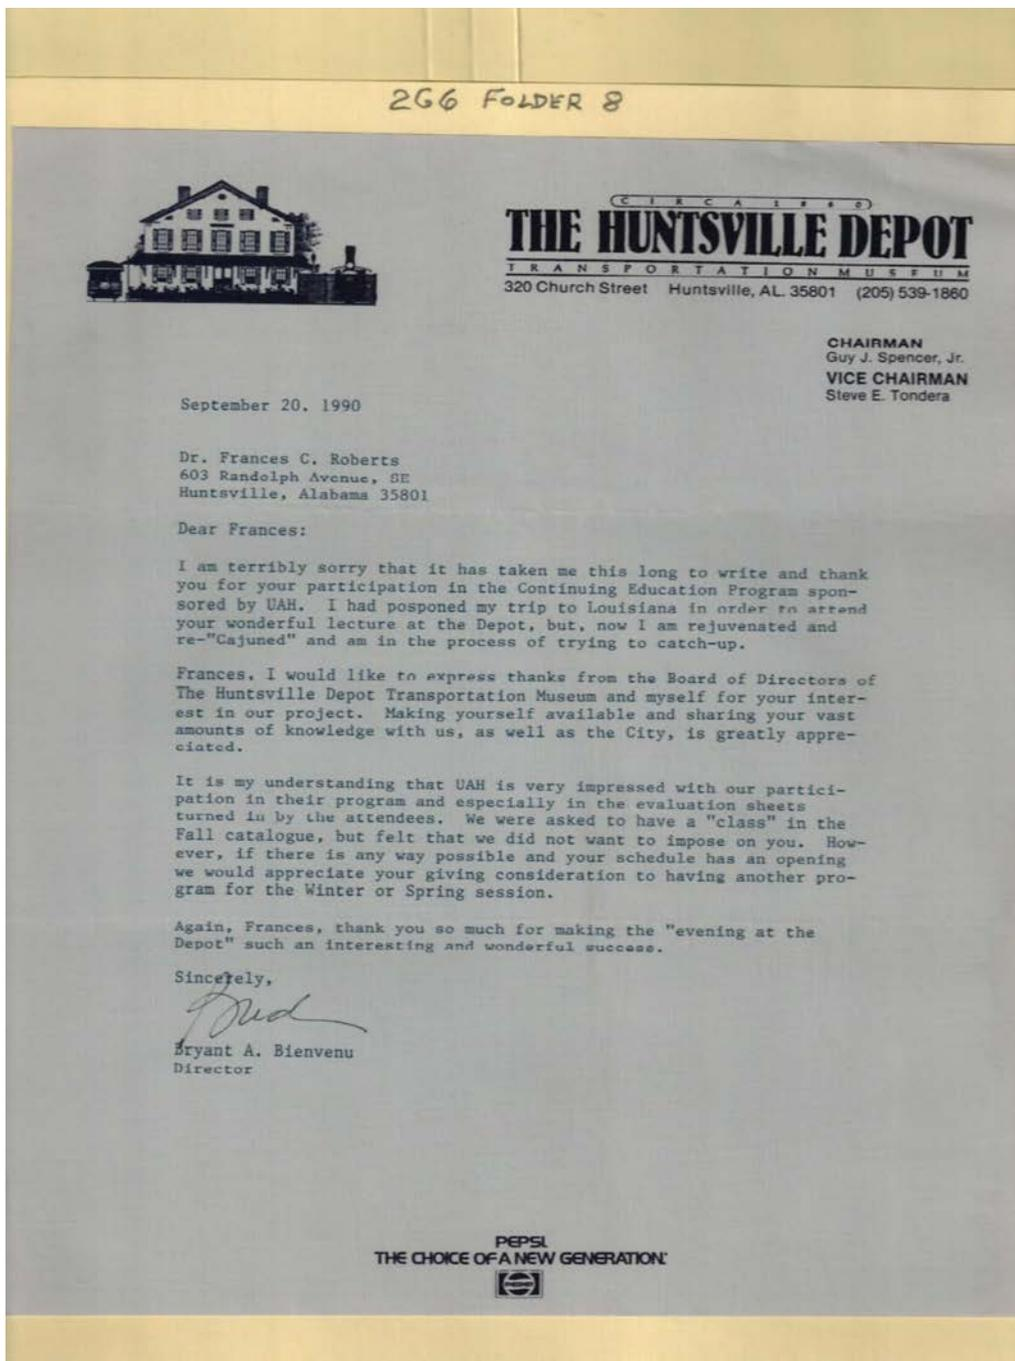 2G6 FOLDER 8
CIRCA 1860
THE HUNTSVILLE DEPOT
TRANSPORTATION MUSEUM
320 Church Street Huntsville, AL. 35801 (205) 539-1860
CHAIRMAN
Guy J. Spencer, Jr.
VICE CHAIRMAN
Steve E. Tondera
September 20, 1990
Dr. Frances C. Roberts
603 Randolph Avenue, SE
Huntsville, Alabama 35801
Dear Frances:
I am terribly sorry that it has taken me this long to write and thank
you for your participation in the Continuing Education Program spon-
sored by UAH. I had posponed my trip to Louisiana in order to attend
your wonderful lecture at the Depot, but, now I am rejuvenated and
re-"Cajuned" and am in the process of trying to catch-up.
Frances, I would like to express thanks from the Board of Directors of
The Huntsville Depot Transportation Museum and myself for your inter-
est in our project. Making yourself available and sharing your vast
amounts of knowledge with us, as well as the City, is greatly appre-
ciated.
It is my understanding that UAH is very impressed with our partici-
pation in their program and especially in the evaluation sheets
turned in by the attendees. We were asked to have a "class" in the
Fall catalogue, but felt that we did not want to impose on you. How-
ever, if there is any way possible and your schedule has an opening
we would appreciate your giving consideration to having another pro-
gram for the Winter or Spring session.
Again, Frances, thank you so much for making the "evening at the
Depot" such an interesting and wonderful success.
Sincerely,
Bryant A. Bienvenu
Director
PEPSI.
THE CHOICE OF A NEW GENERATION.